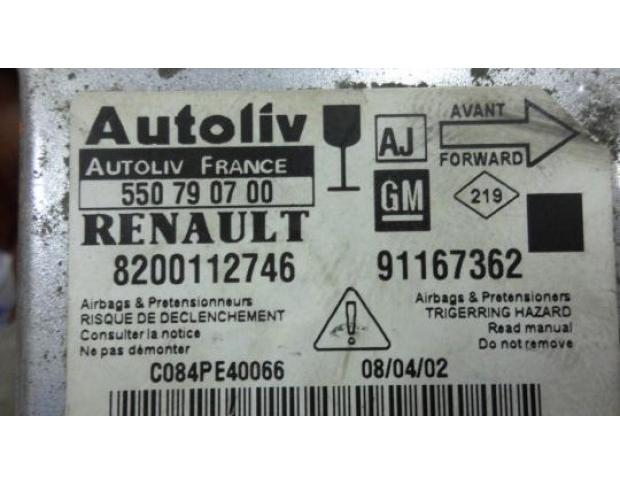 Autoliv
AUTOLIV FRANCE
550 79 07 00
RENAULT
8200112746
AJ
AVANT
FORWARD
GM
219
91167362
Airbags & Pretensionneurs
RISQUE DE DECLENCHEMENT
Consulter la notice
Ne pas démonter
Airbags & Pretensioners
TRIGERRING HAZARD
Read manual
Do not remove
C084PE40066
08/04/02